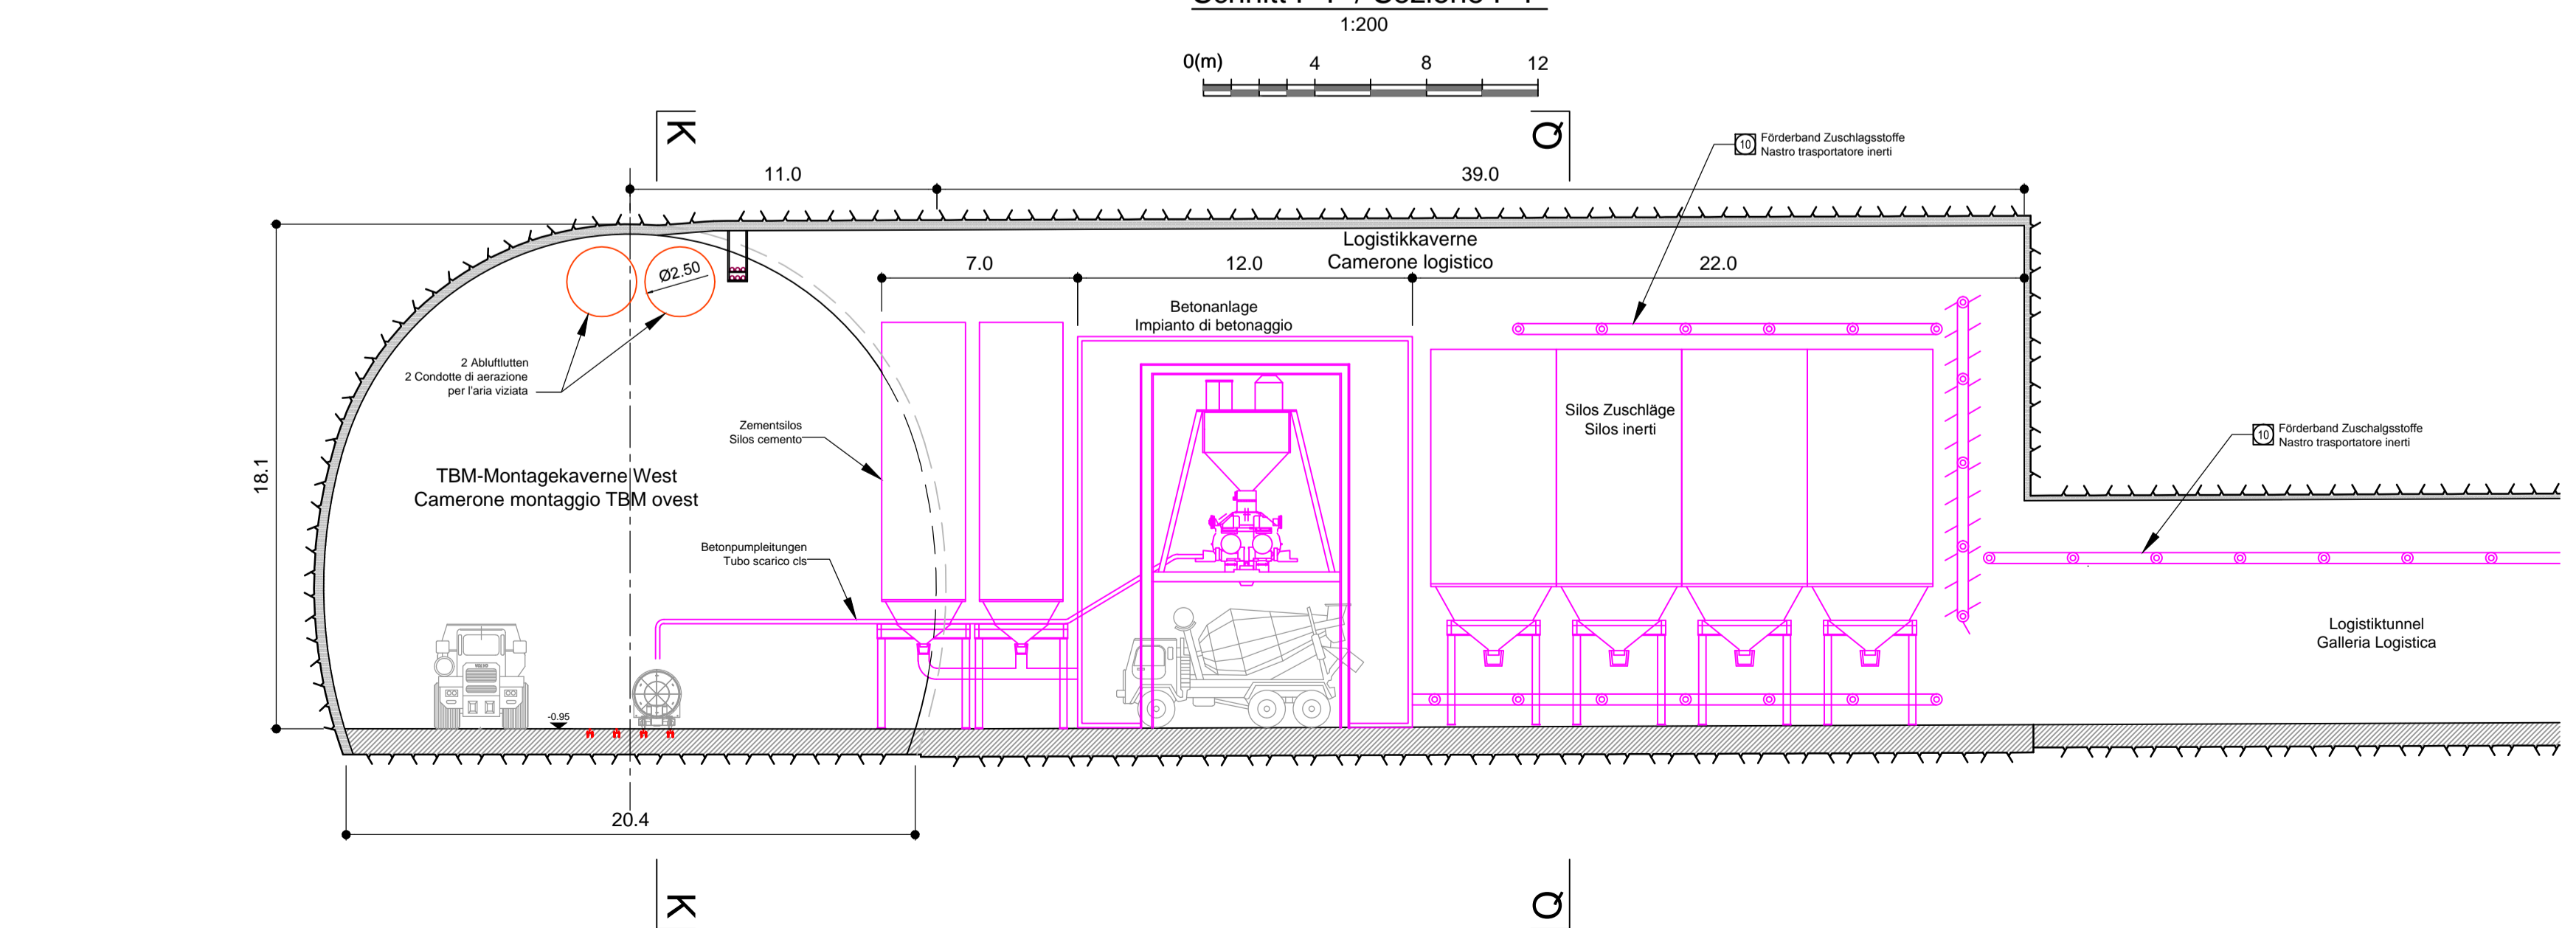 1:200
0(m) 4 8 12
K
Q
10
Förderband Zuschlagsstoffe
Nastro trasportatore inerti
11.0
39.0
Logistikkaverne
Camerone logistico
7.0
12.0
22.0
Ø2.50
Betonanlage
Impianto di betonaggio
2 Abluftlutten
2 Condotte di aerazione
per l'aria viziata
Zementsilos
Silos cemento
Silos Zuschläge
Silos inerti
10
Förderband Zuschalgsstoffe
Nastro trasportatore inerti
18.1
TBM-Montagekaverne West
Camerone montaggio TBM ovest
Betonpumpleitungen
Tubo scarico cls
Logistiktunnel
Galleria Logistica
VOLVO
-0.95
20.4
K
Q